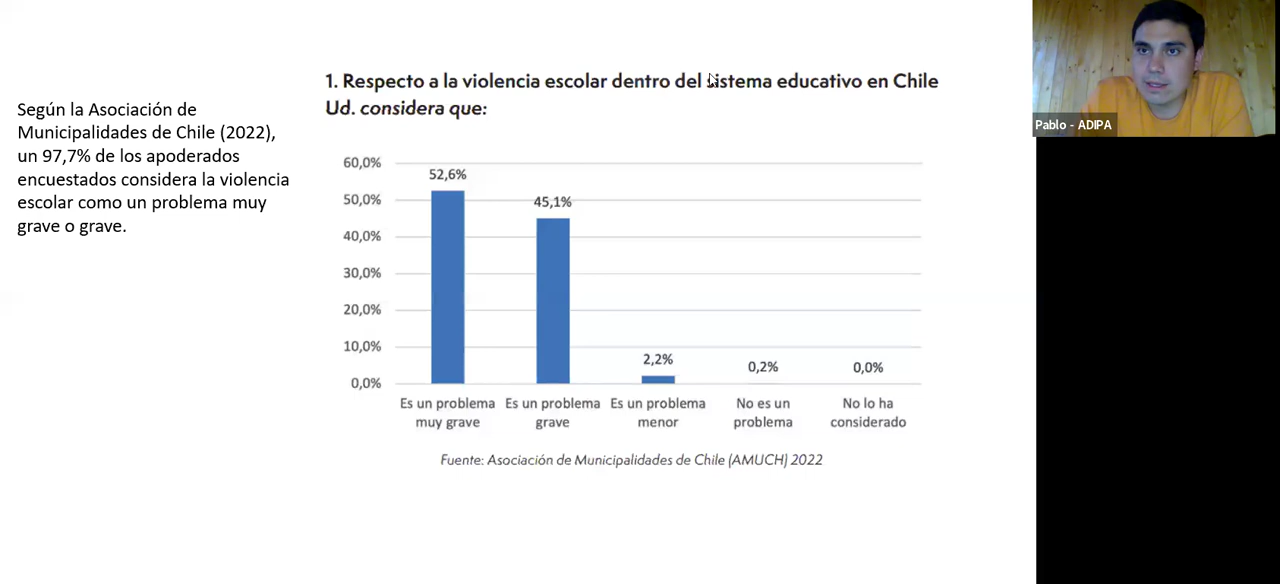 Según la Asociación de
Municipalidades de Chile (2022),
un 97,7% de los apoderados
encuestados considera la violencia
escolar como un problema muy
grave o grave.
1. Respecto a la violencia escolar dentro del sistema educativo en Chile
Ud. considera que:
60,0%
50,0%
40,0%
30,0%
20,0%
10,0%
0,0%
52,6%
45,1%
2,2%
0,2%
0,0%
Es un problema
muy grave
Es un problema
grave
Es un problema
menor
No es un
problema
No lo ha
considerado
Fuente: Asociación de Municipalidades de Chile (AMUCH) 2022
Pablo - ADIPA